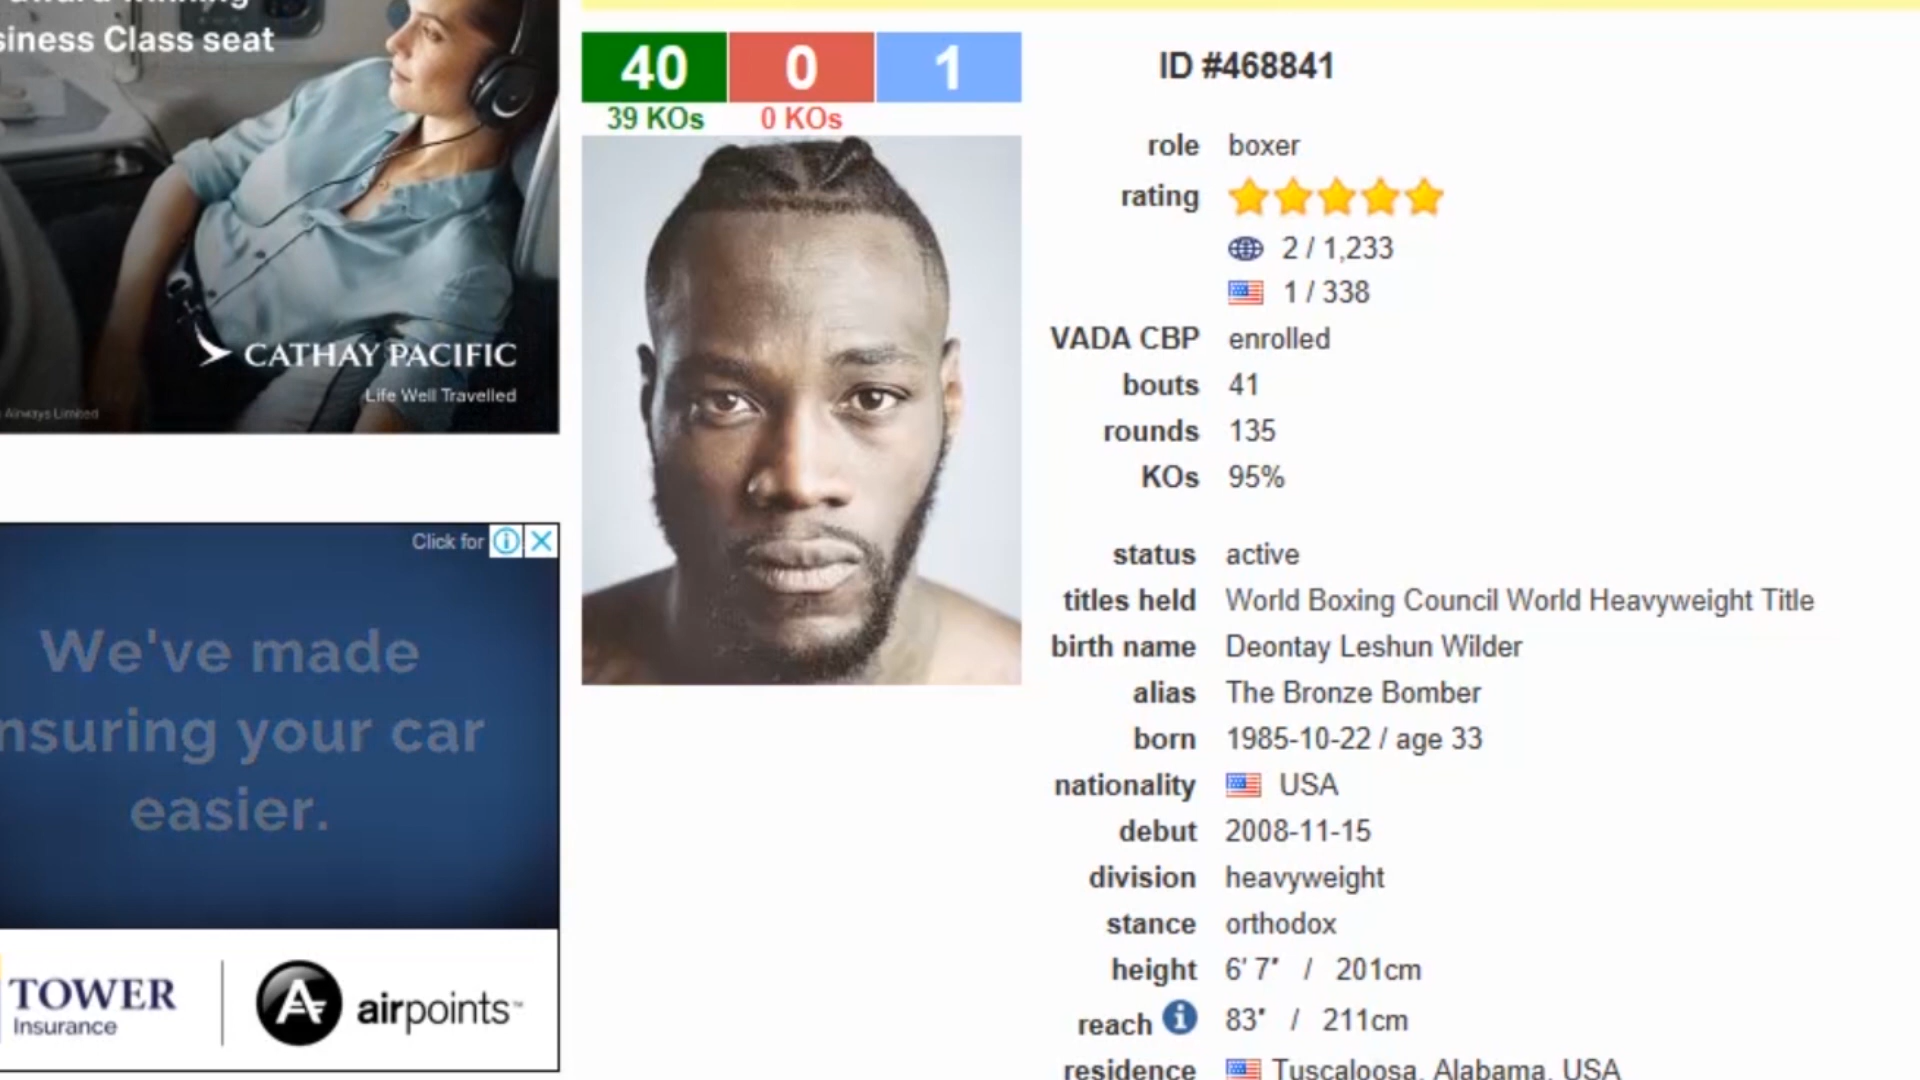 siness Class seat
CATHAY PACIFIC
Life Well Travelled
Airways Limited
Click for
We've made
nsuring your car
easier.
TOWER
Insurance
airpoints™
40 0 1
39 KOs 0 KOs
ID #468841
role boxer
rating
2 / 1,233
1 / 338
VADA CBP enrolled
bouts 41
rounds 135
KOs 95%
status active
titles held World Boxing Council World Heavyweight Title
birth name Deontay Leshun Wilder
alias The Bronze Bomber
born 1985-10-22 / age 33
nationality USA
debut 2008-11-15
division heavyweight
stance orthodox
height 6′ 7″ / 201cm
reach 83″ / 211cm
residence Tuscaloosa, Alabama, USA